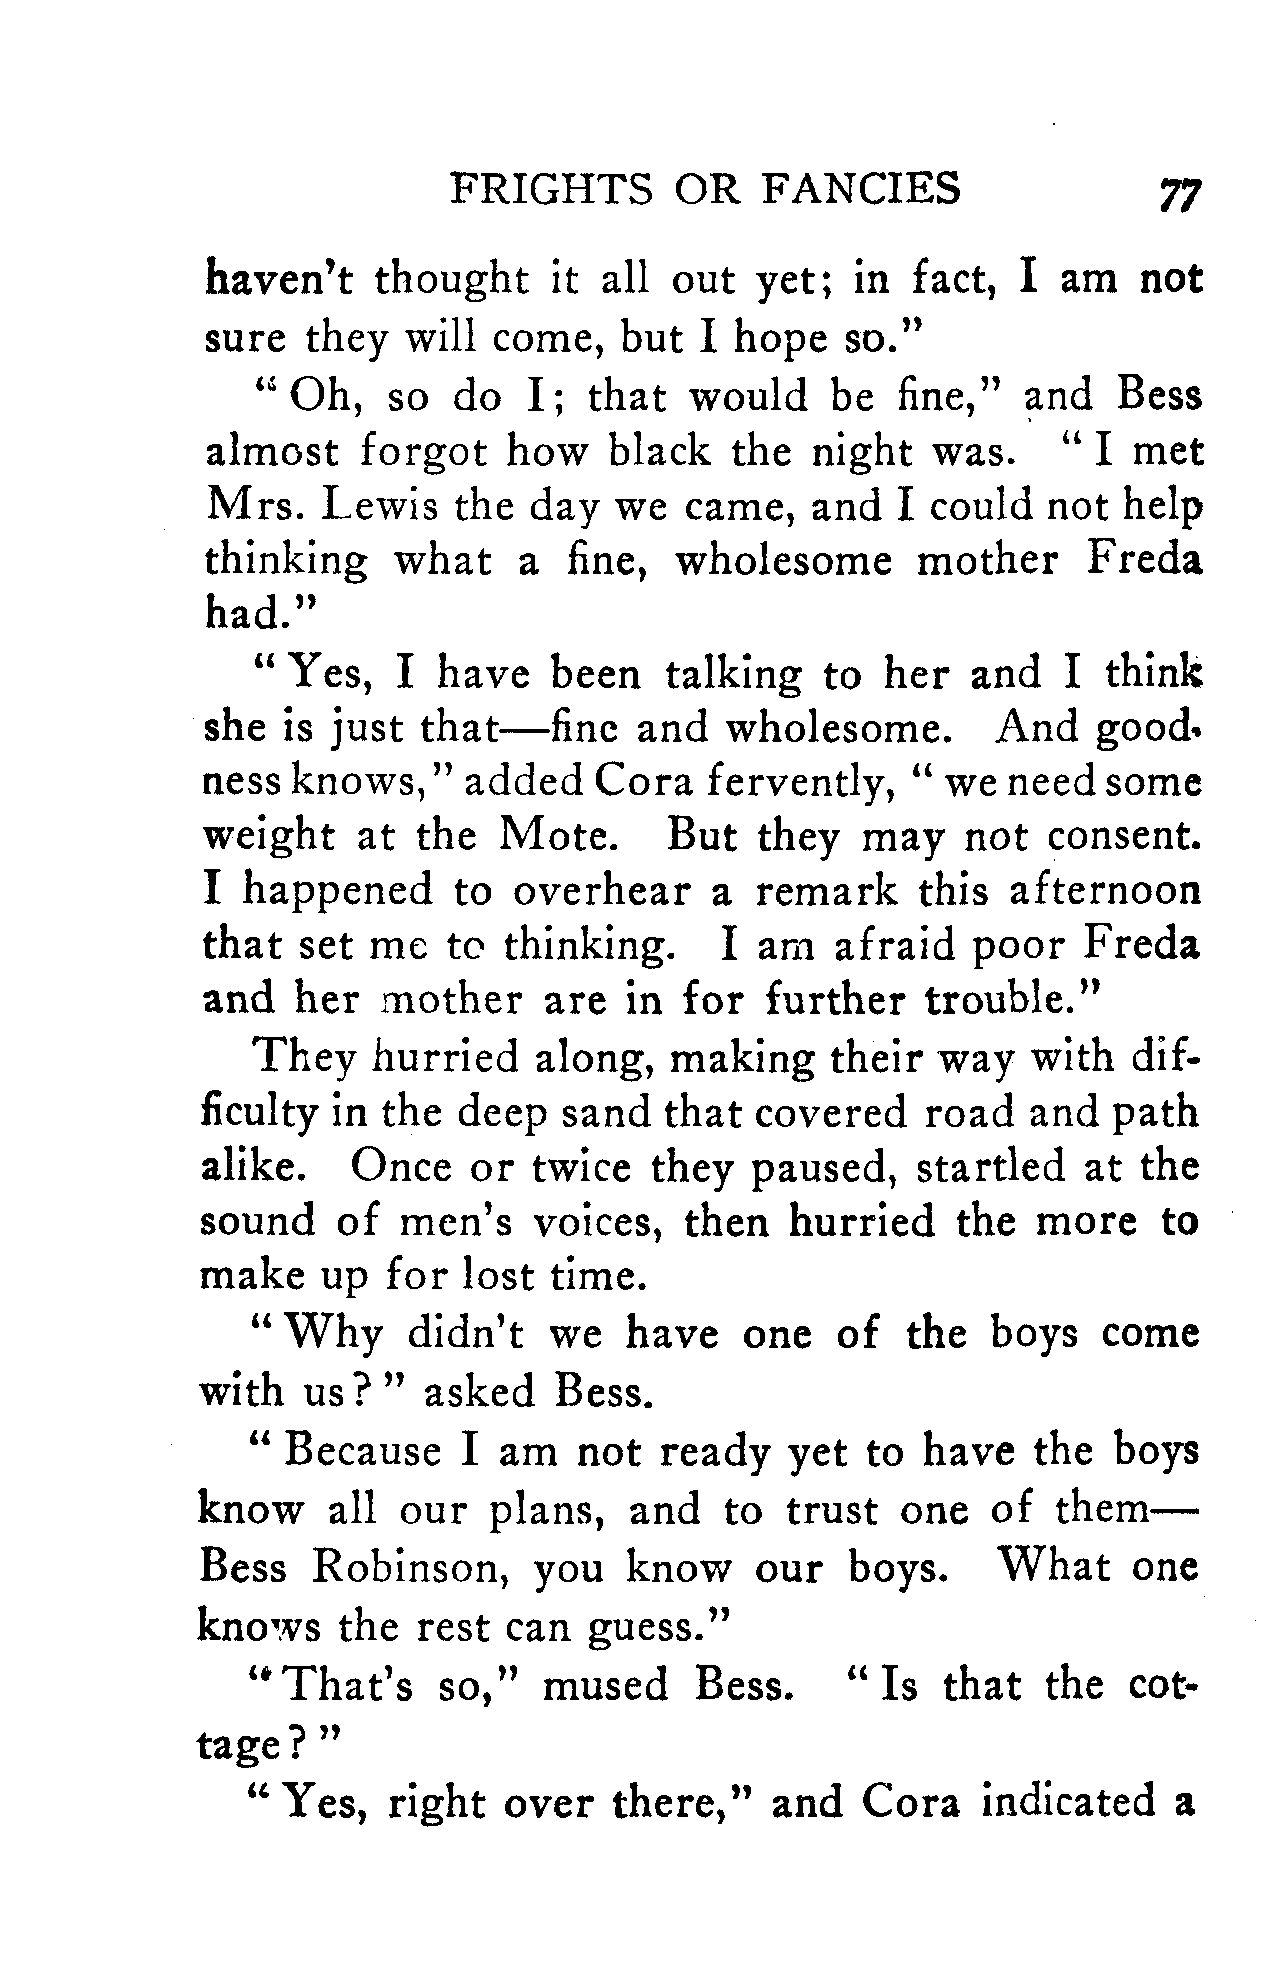 FRIGHTS OR FANCIES 77
haven't thought it all out yet; in fact, I am not
sure they will come, but I hope so."
"Oh, so do I; that would be fine," and Bess
almost forgot how black the night was. "I met
Mrs. Lewis the day we came, and I could not help
thinking what a fine, wholesome mother Freda
had."
"Yes, I have been talking to her and I think
she is just that—fine and wholesome. And good-
ness knows," added Cora fervently, "we need some
weight at the Mote. But they may not consent.
I happened to overhear a remark this afternoon
that set me to thinking. I am afraid poor Freda
and her mother are in for further trouble."
They hurried along, making their way with dif-
ficulty in the deep sand that covered road and path
alike. Once or twice they paused, startled at the
sound of men's voices, then hurried the more to
make up for lost time.
"Why didn't we have one of the boys come
with us?" asked Bess.
"Because I am not ready yet to have the boys
know all our plans, and to trust one of them—
Bess Robinson, you know our boys. What one
knows the rest can guess."
"That's so," mused Bess. "Is that the cot-
tage?"
"Yes, right over there," and Cora indicated a